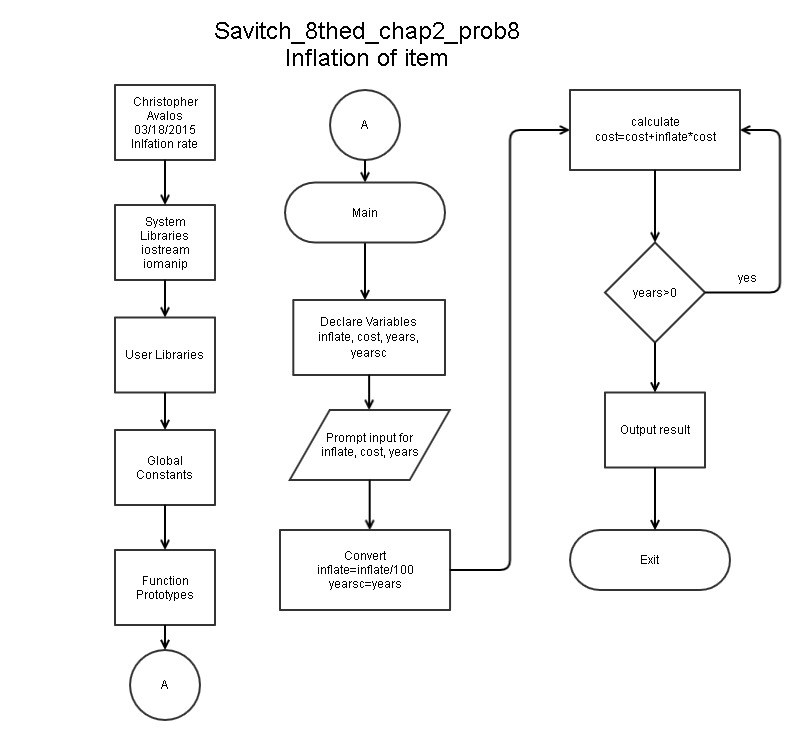 Savitch_8thed_chap2_prob8
Inflation of item
Christopher
Avalos
03/18/2015
Inlfation rate
System
Libraries
iostream
iomanip
User Libraries
Global
Constants
Function
Prototypes
A
A
Main
Declare Variables
inflate, cost, years,
yearsc
Prompt input for
inflate, cost, years
Convert
inflate=inflate/100
yearsc=years
calculate
cost=cost+inflate*cost
years>0
yes
Output result
Exit